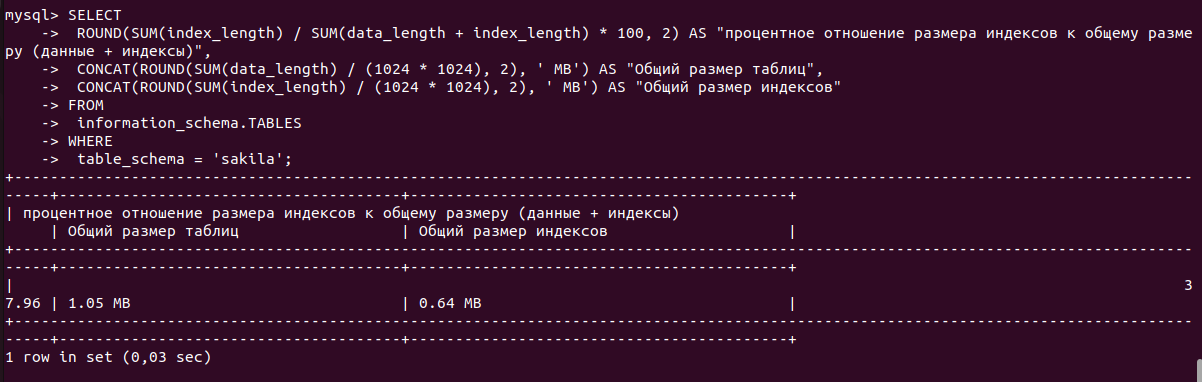 mysql> SELECT
    ->  ROUND(SUM(index_length) / SUM(data_length + index_length) * 100, 2) AS "процентное отношение размера индексов к общему разме
ру (данные + индексы)",
    ->  CONCAT(ROUND(SUM(data_length) / (1024 * 1024), 2), ' MB') AS "Общий размер таблиц",
    ->  CONCAT(ROUND(SUM(index_length) / (1024 * 1024), 2), ' MB') AS "Общий размер индексов"
    -> FROM
    ->  information_schema.TABLES
    -> WHERE
    ->  table_schema = 'sakila';
+-----------------------------------------------------------------------------------------------------------------------------------
-----+--------------------------------------+------------------------------------------+
| процентное отношение размера индексов к общему размеру (данные + индексы)
     | Общий размер таблиц                  | Общий размер индексов                    |
+-----------------------------------------------------------------------------------------------------------------------------------
-----+--------------------------------------+------------------------------------------+
|                                                                                                                                  3
7.96 | 1.05 MB                              | 0.64 MB                                  |
+-----------------------------------------------------------------------------------------------------------------------------------
-----+--------------------------------------+------------------------------------------+
1 row in set (0,03 sec)